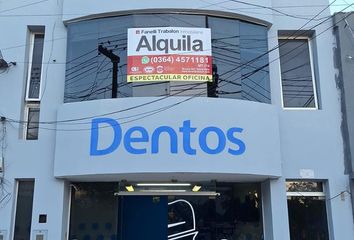 Fanelli Trabalon
Alquila
(0364) 4571181
ESPECTACULAR OFICINA
Dentos